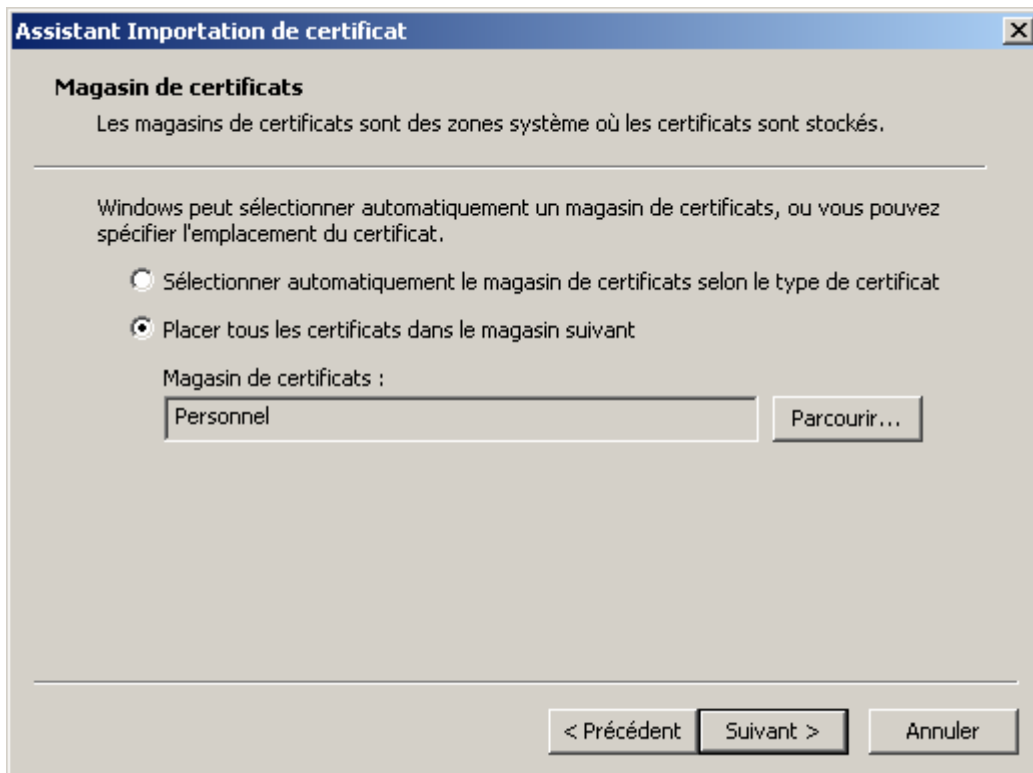 Assistant Importation de certificat
Magasin de certificats
Les magasins de certificats sont des zones système où les certificats sont stockés.
Windows peut sélectionner automatiquement un magasin de certificats, ou vous pouvez
spécifier l'emplacement du certificat.
Sélectionner automatiquement le magasin de certificats selon le type de certificat
Placer tous les certificats dans le magasin suivant
Magasin de certificats :
Personnel
Parcourir...
< Précédent
Suivant >
Annuler